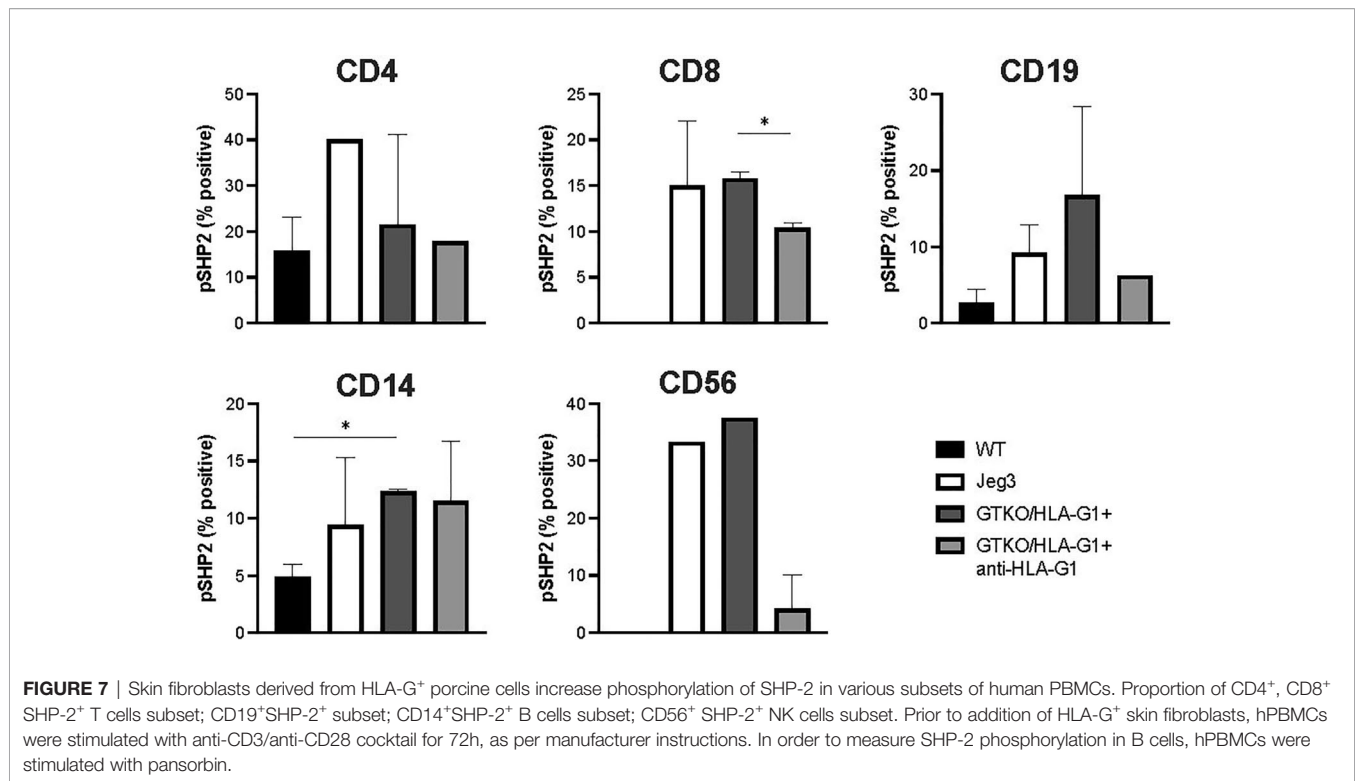 CD4
pSHP2 (% positive)
50
40
30
20
10
0
CD8
pSHP2 (% positive)
25
20
15
10
5
0
*
CD19
pSHP2 (% positive)
30
20
10
0
CD14
pSHP2 (% positive)
20
15
10
5
0
*
CD56
pSHP2 (% positive)
40
30
20
10
0
WT
Jeg3
GTKO/HLA-G1+
GTKO/HLA-G1+
anti-HLA-G1
FIGURE 7 | Skin fibroblasts derived from HLA-G⁺ porcine cells increase phosphorylation of SHP-2 in various subsets of human PBMCs. Proportion of CD4⁺, CD8⁺
SHP-2⁺ T cells subset; CD19⁺SHP-2⁺ subset; CD14⁺SHP-2⁺ B cells subset; CD56⁺ SHP-2⁺ NK cells subset. Prior to addition of HLA-G⁺ skin fibroblasts, hPBMCs
were stimulated with anti-CD3/anti-CD28 cocktail for 72h, as per manufacturer instructions. In order to measure SHP-2 phosphorylation in B cells, hPBMCs were
stimulated with pansorbin.